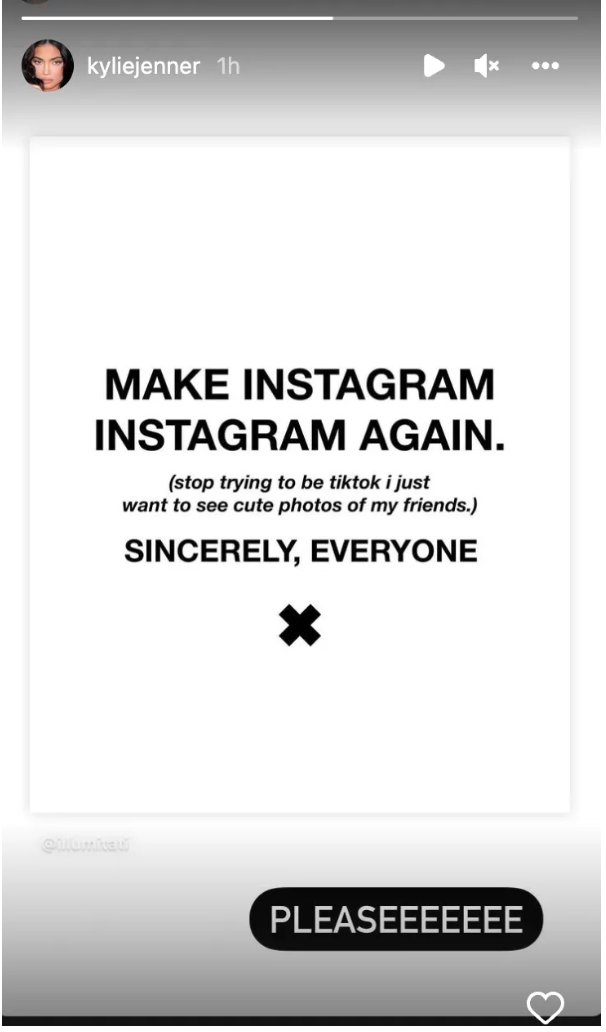 kyliejenner 1h
MAKE INSTAGRAM
INSTAGRAM AGAIN.
(stop trying to be tiktok i just
want to see cute photos of my friends.)
SINCERELY, EVERYONE
@illumitati
PLEASEEEEEEE